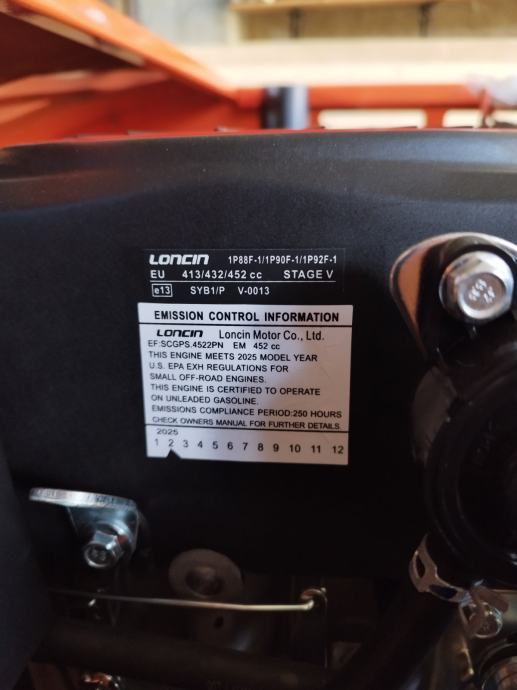 LONCIN 1P88F-1/1P90F-1/1P92F-1
EU 413/432/452 cc STAGE V
e13 SYB1/P V-0013
EMISSION CONTROL INFORMATION
LONCIN Loncin Motor Co., Ltd.
EF:SCGPS.4522PN EM 452 cc
THIS ENGINE MEETS 2025 MODEL YEAR
U.S. EPA EXH REGULATIONS FOR
SMALL OFF-ROAD ENGINES.
THIS ENGINE IS CERTIFIED TO OPERATE
ON UNLEADED GASOLINE.
EMISSIONS COMPLIANCE PERIOD:250 HOURS
CHECK OWNERS MANUAL FOR FURTHER DETAILS.
2025
1 2 3 4 5 6 7 8 9 10 11 12